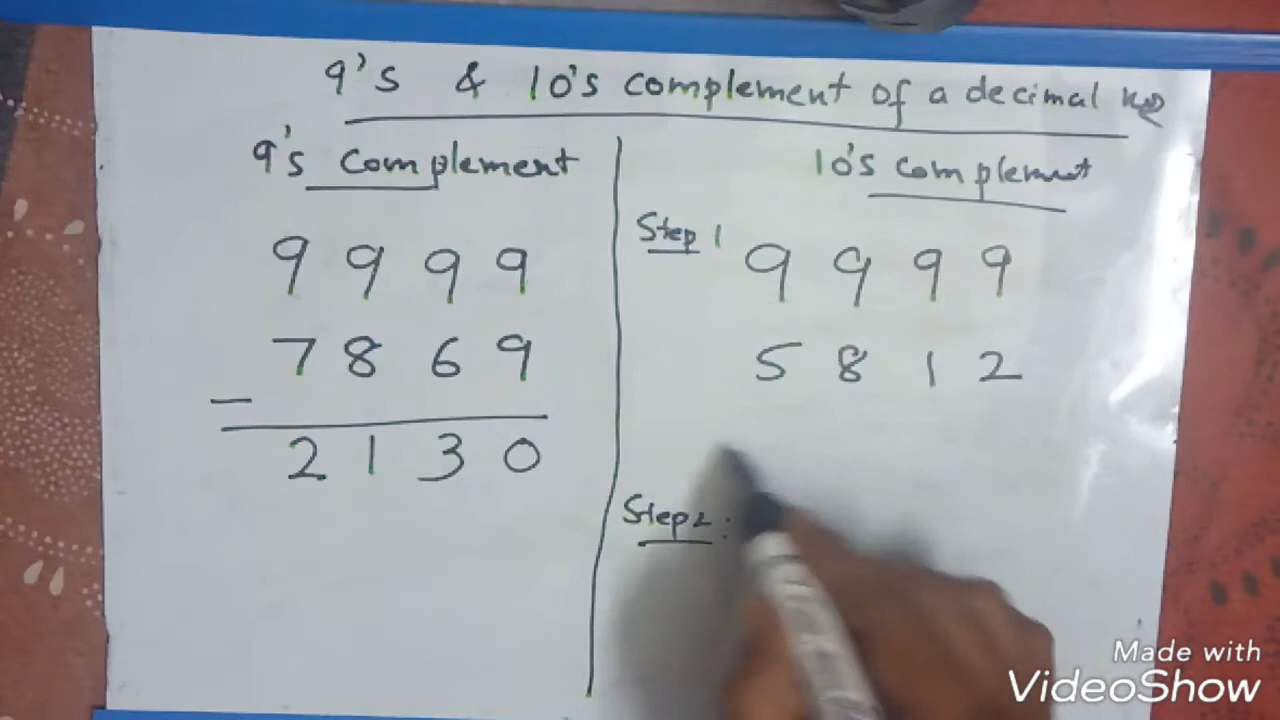 9's & 10's complement of a decimal no
9's complement
9 9 9 9
7 8 6 9
−
2 1 3 0
10's complement
Step 1
9 9 9 9
5 8 1 2
Step 2 :
Made with
VideoShow